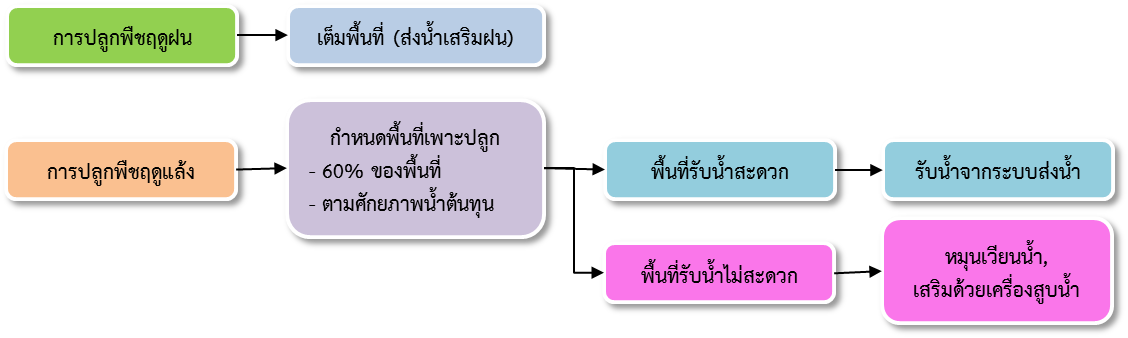 การปลูกพืชฤดูฝน
เต็มพื้นที่ (ส่งน้ำเสริมฝน)
การปลูกพืชฤดูแล้ง
กำหนดพื้นที่เพาะปลูก
- 60% ของพื้นที่
- ตามศักยภาพน้ำต้นทุน
พื้นที่รับน้ำสะดวก
รับน้ำจากระบบส่งน้ำ
พื้นที่รับน้ำไม่สะดวก
หมุนเวียนน้ำ,
เสริมด้วยเครื่องสูบน้ำ